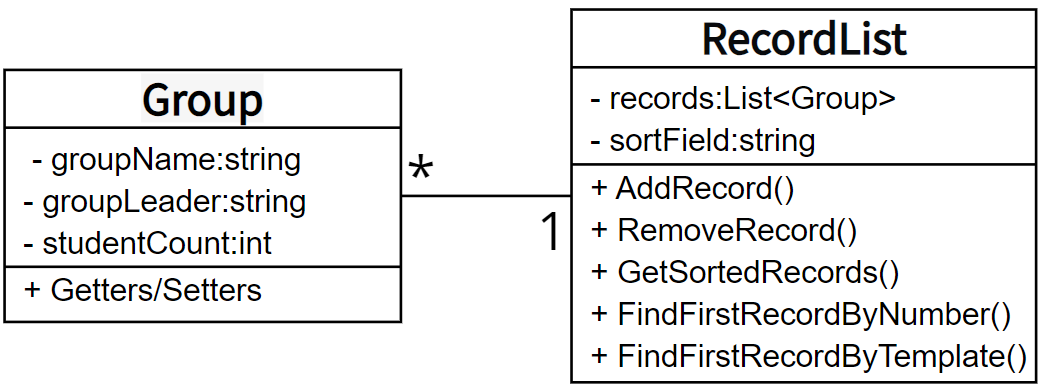 Group
- groupName:string
- groupLeader:string
- studentCount:int
+ Getters/Setters
*
1
RecordList
- records:List<Group>
- sortField:string
+ AddRecord()
+ RemoveRecord()
+ GetSortedRecords()
+ FindFirstRecordByNumber()
+ FindFirstRecordByTemplate()